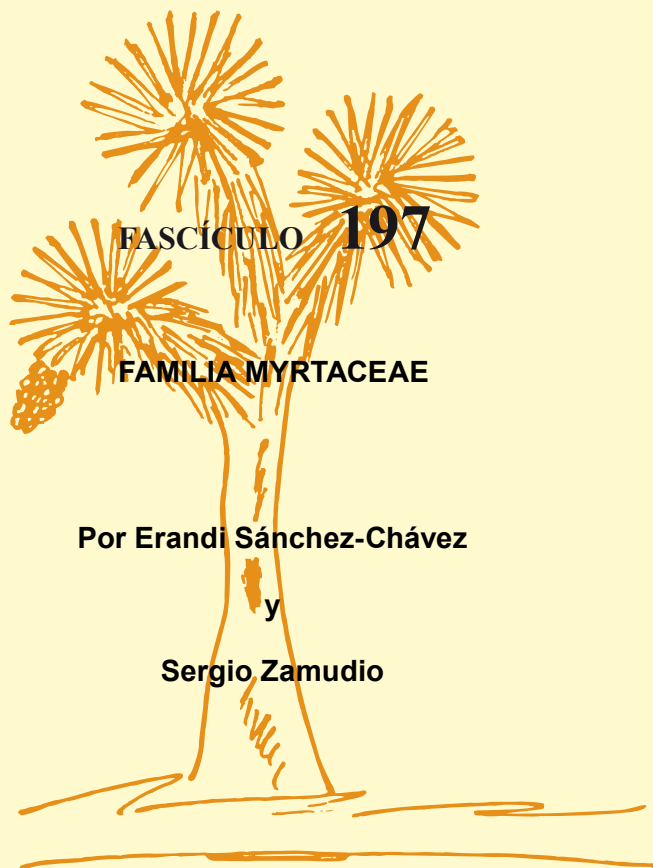 FASCÍCULO 197
FAMILIA MYRTACEAE
Por Erandi Sánchez-Chávez
y
Sergio Zamudio